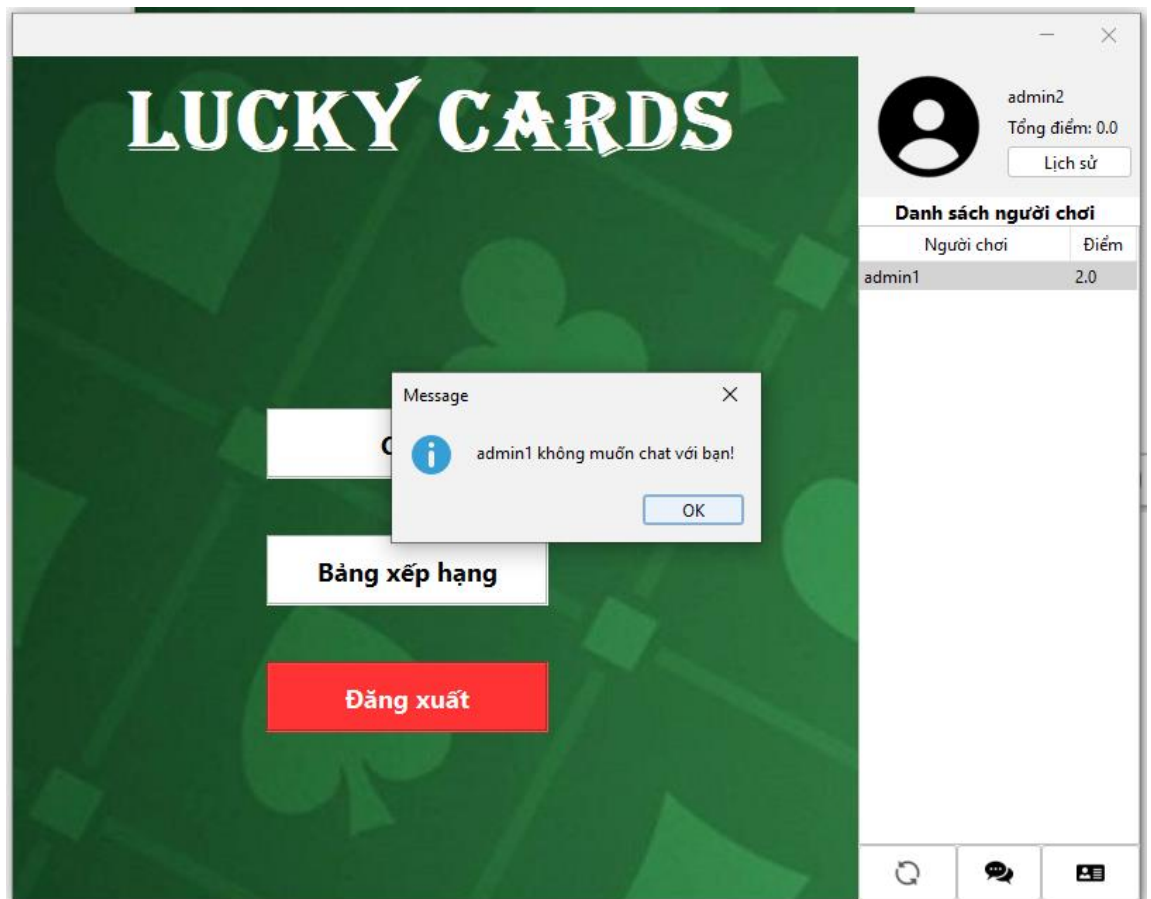 LUCKY CARDS
admin2
Tổng điểm: 0.0
Lịch sử
Danh sách người chơi
Người chơi Điểm
admin1 2.0
Message
admin1 không muốn chat với bạn!
OK
Bảng xếp hạng
Đăng xuất